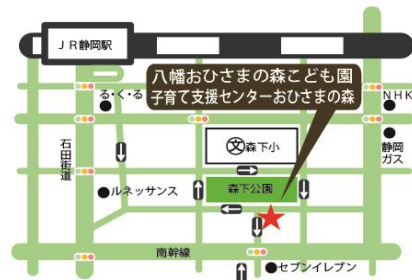 JR静岡駅
八幡おひさまの森こども園
子育て支援センターおひさまの森
る・く・る
NHK
静岡
ガス
石田街道
文
森下小
ルネッサンス
森下公園
南幹線
セブンイレブン